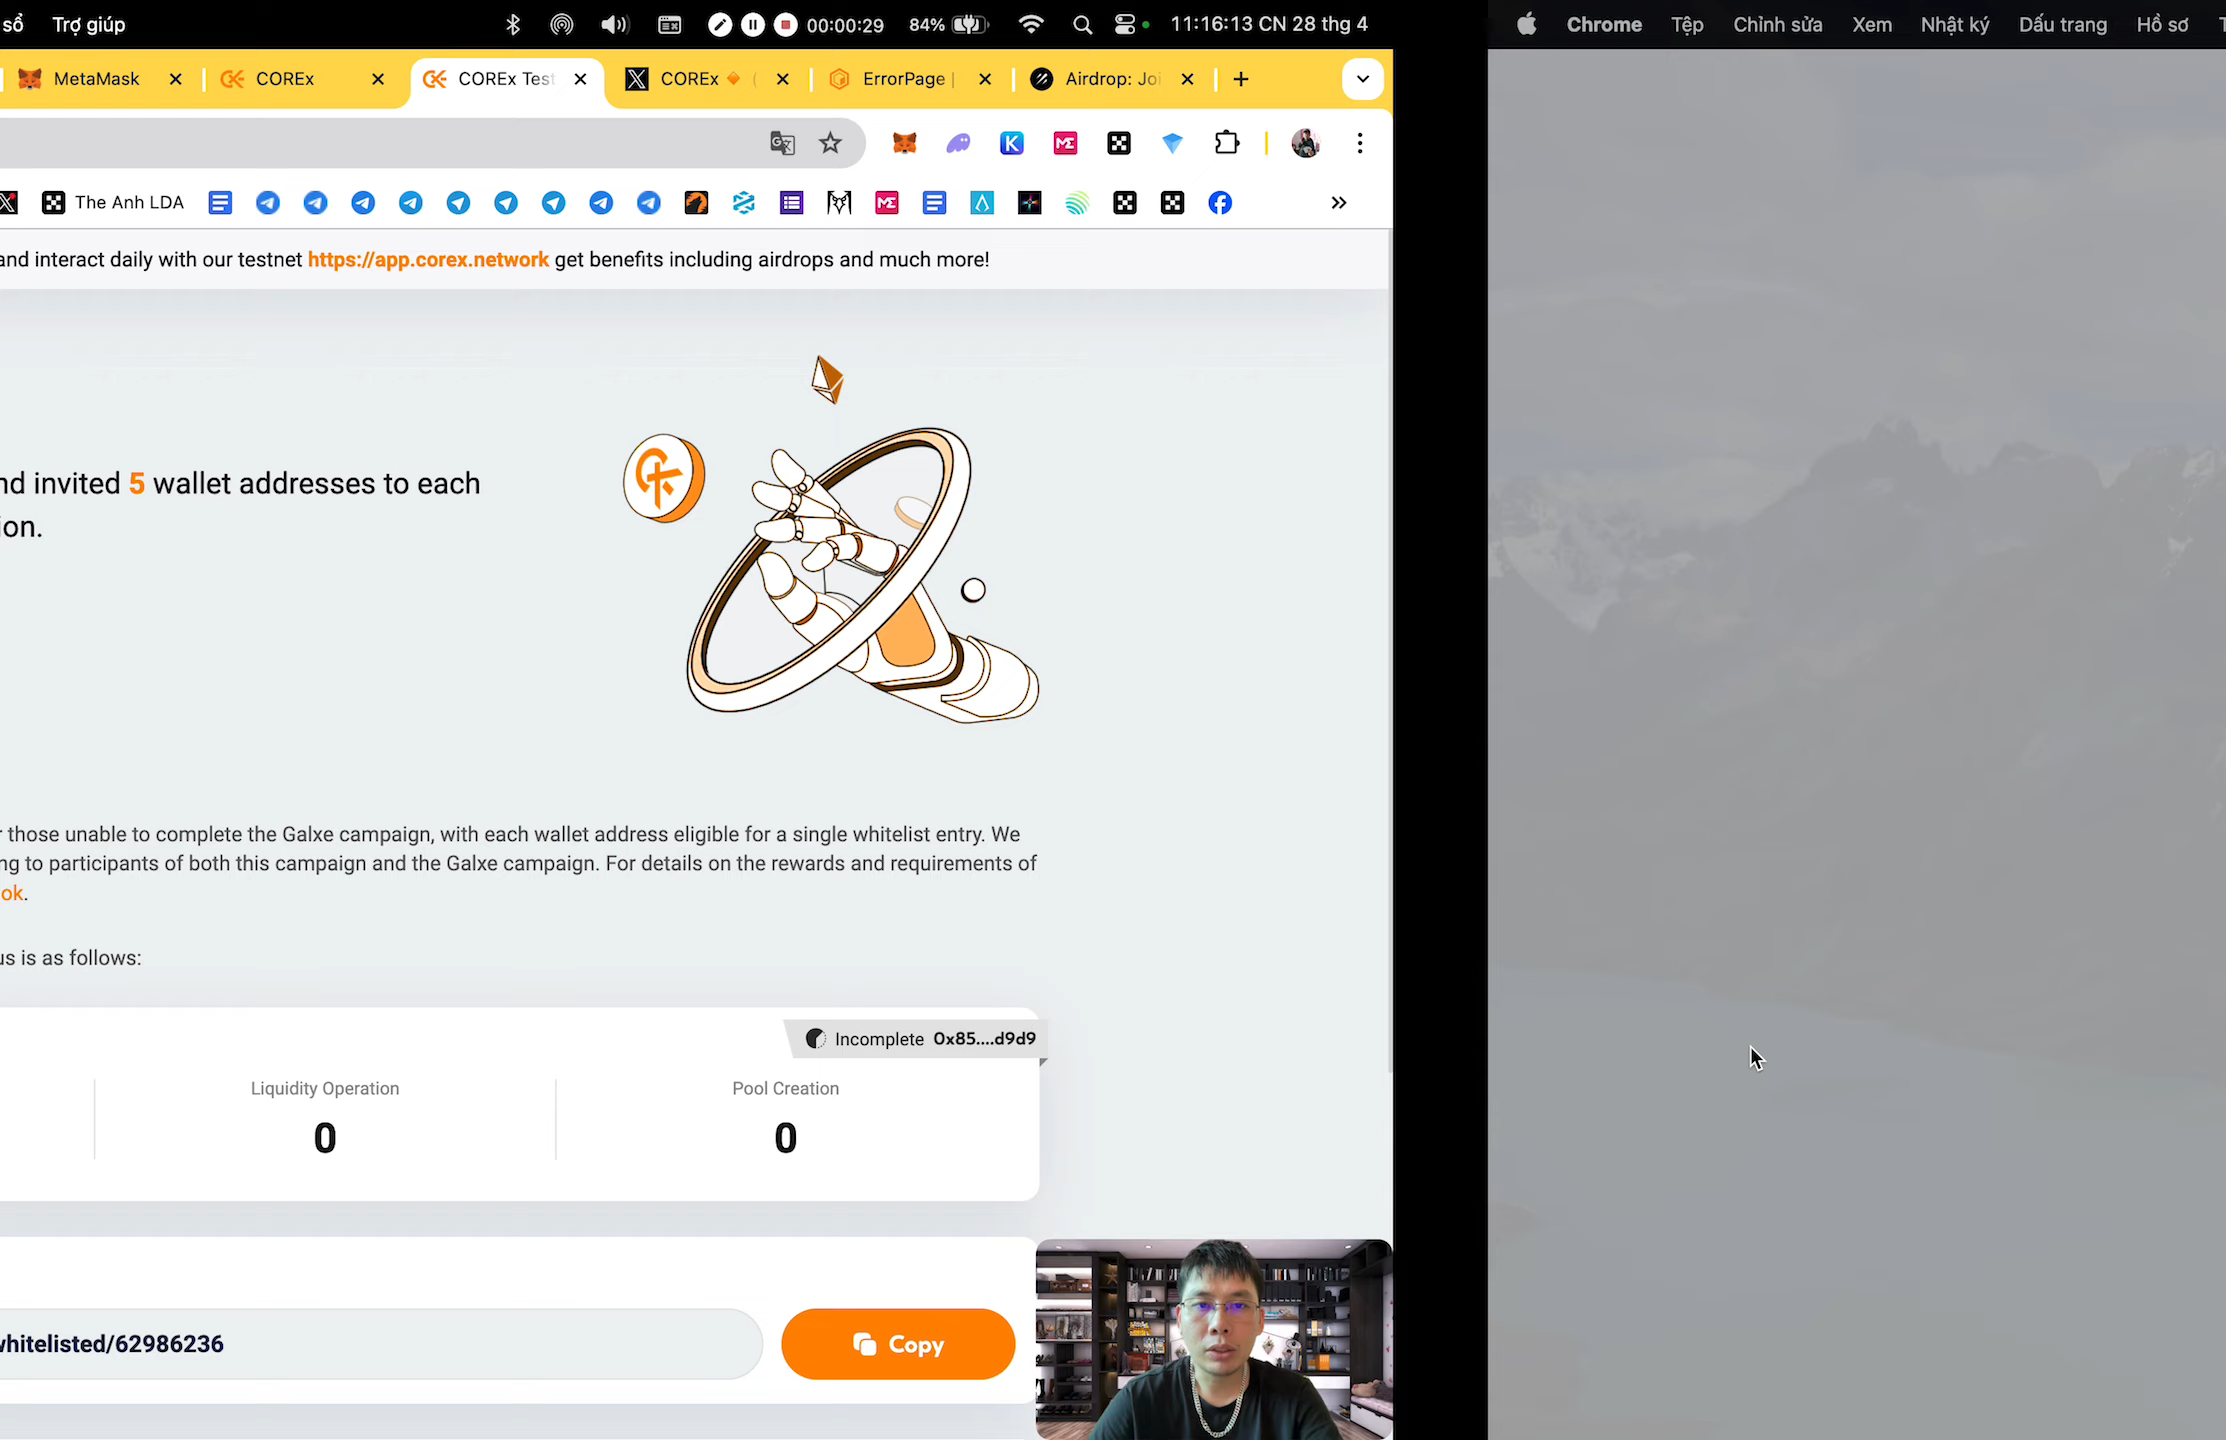 sổ Trợ giúp 00:00:29 84% 11:16:13 CN 28 thg 4
Chrome Tệp Chỉnh sửa Xem Nhật ký Dấu trang Hồ sơ
MetaMask COREx COREx Test COREx ErrorPage | Airdrop: Joi
The Anh LDA
and interact daily with our testnet https://app.corex.network get benefits including airdrops and much more!
nd invited 5 wallet addresses to each
ion.
those unable to complete the Galxe campaign, with each wallet address eligible for a single whitelist entry. We
ng to participants of both this campaign and the Galxe campaign. For details on the rewards and requirements of
ok.
us is as follows:
Incomplete 0x85....d9d9
Liquidity Operation Pool Creation
0 0
whitelisted/62986236 Copy